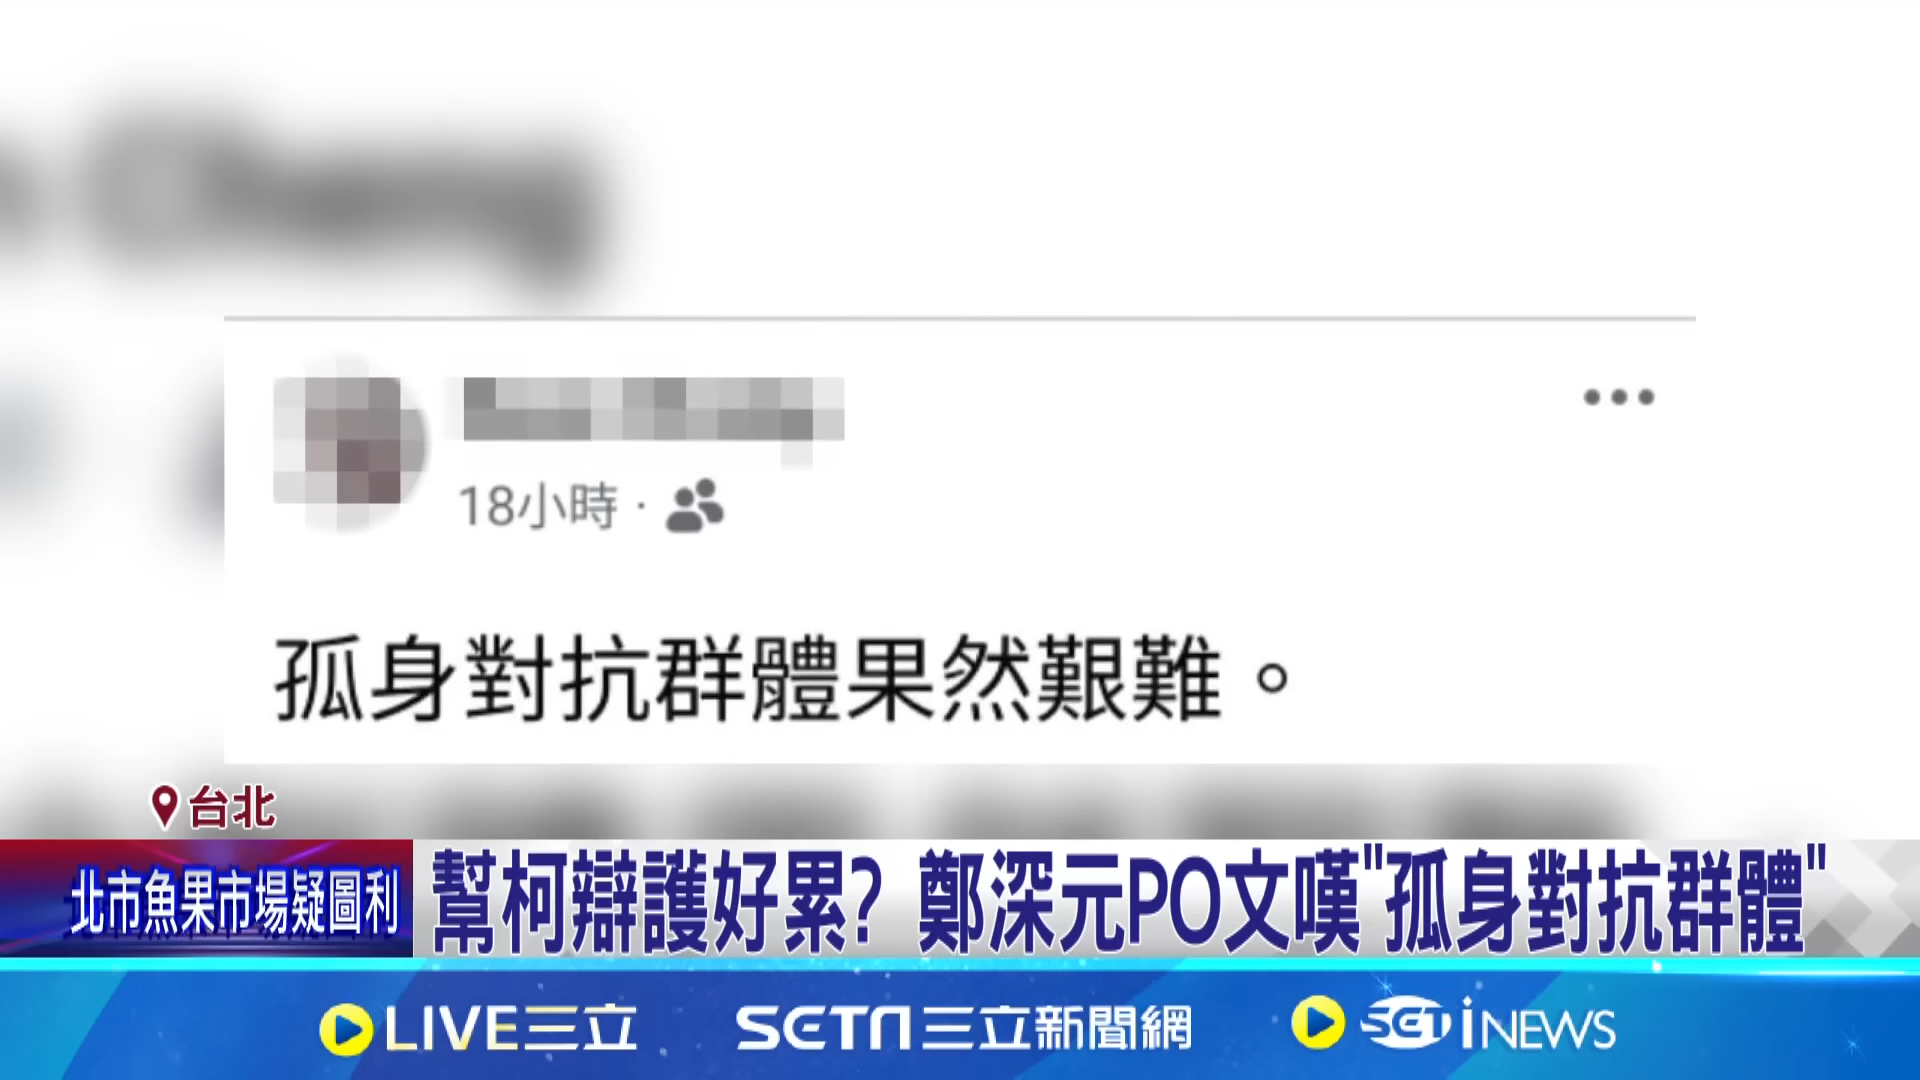 18小時 ·
孤身對抗群體果然艱難。
台北
北市魚果市場疑圖利
幫柯辯護好累? 鄭深元PO文嘆"孤身對抗群體"
LIVE三立 SETN三立新聞網 SET iNEWS